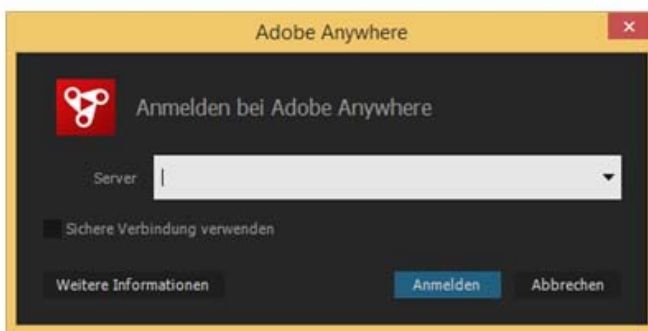 Adobe Anywhere
Anmelden bei Adobe Anywhere
Server
Sichere Verbindung verwenden
Weitere Informationen Anmelden Abbrechen